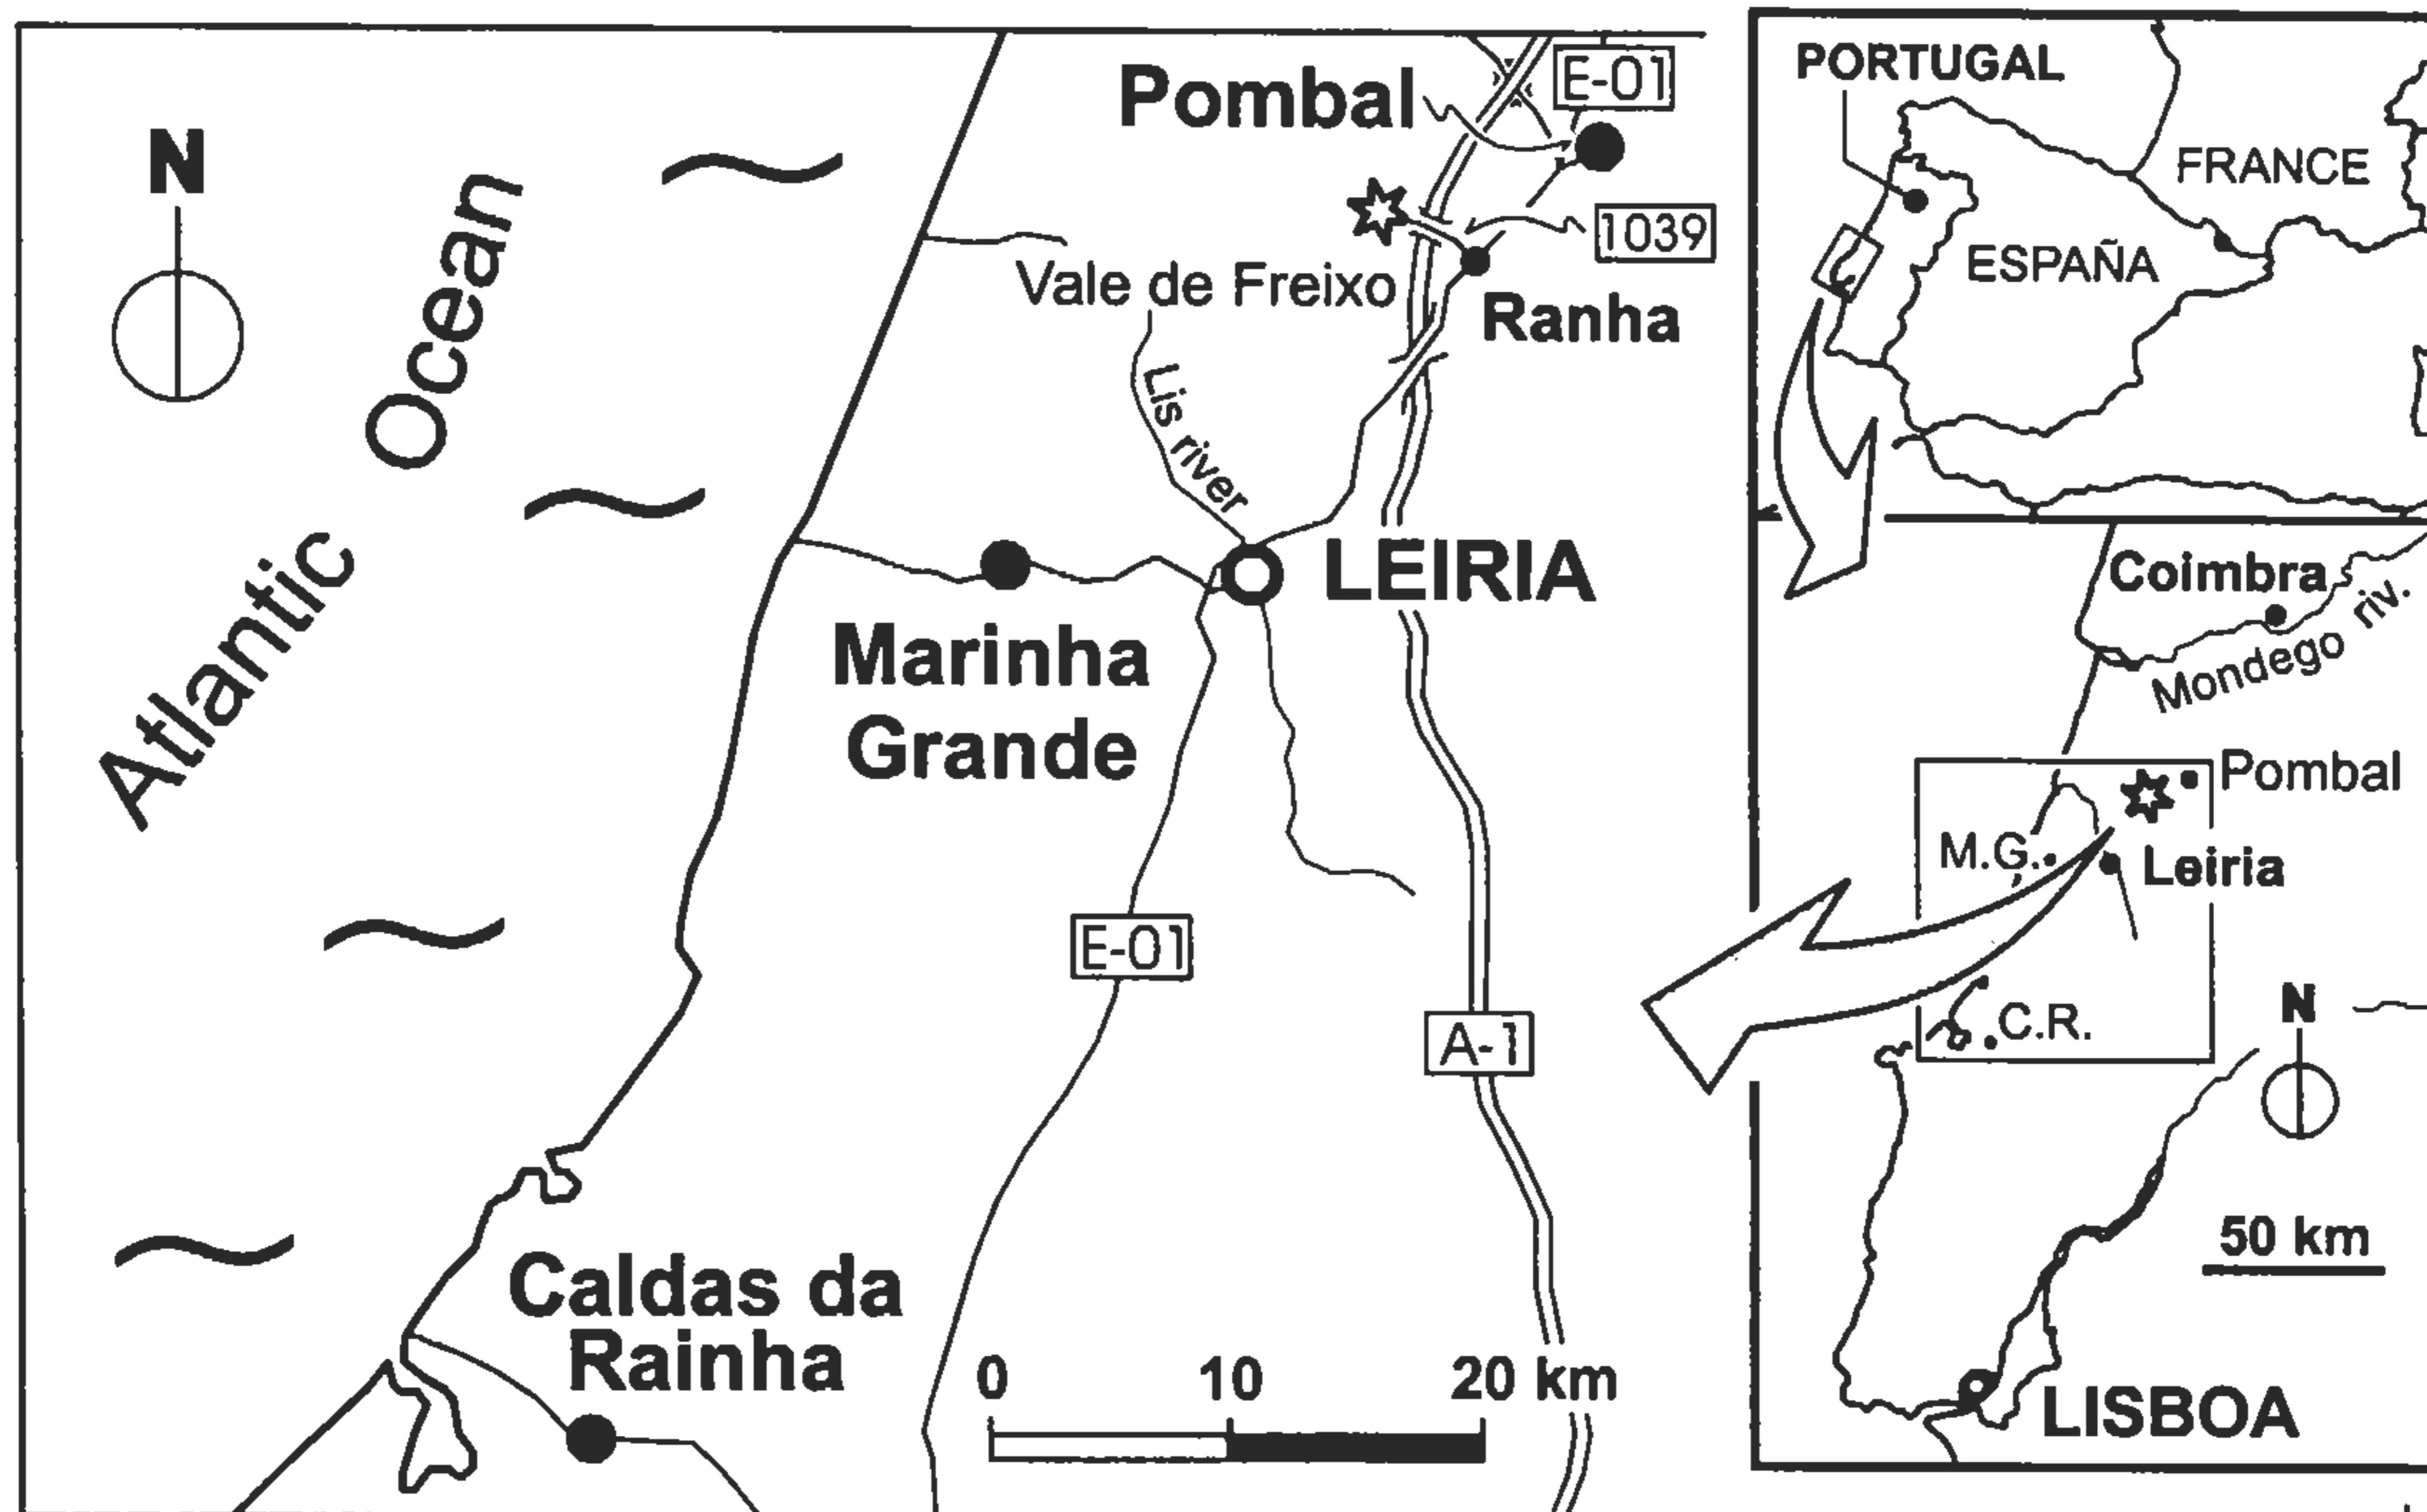 N
Atlantic
Ocean
Pombal
E-01
1039
Vale de Freixo
Ranha
Lis river
LEIRIA
Marinha
Grande
E-01
A-1
Caldas da
Rainha
0 10 20 km
PORTUGAL
FRANCE
ESPAÑA
Coimbra
Mondego riv.
Pombal
M.G.
Leiria
C.R.
N
50 km
LISBOA